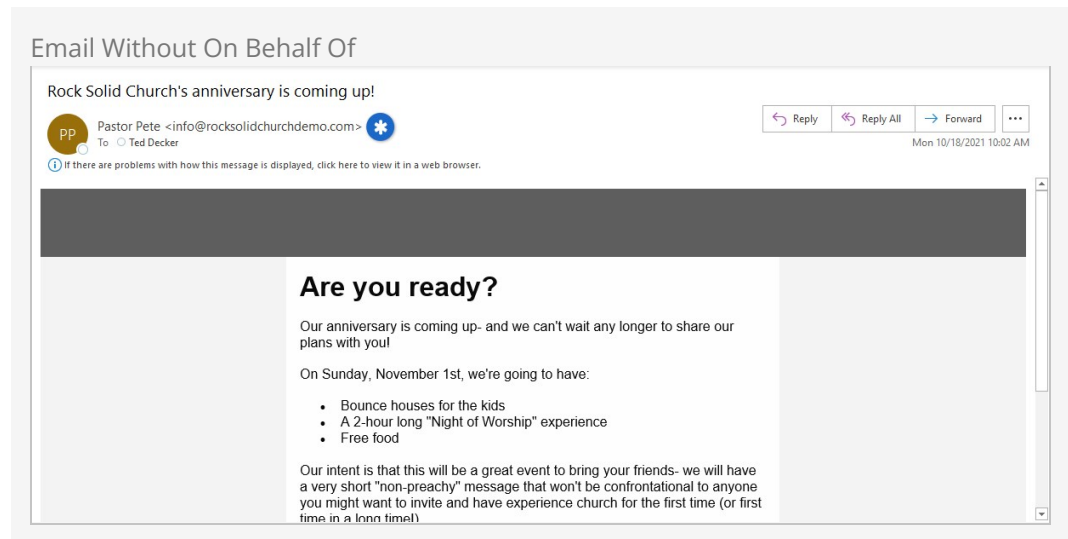 Email Without On Behalf Of
Rock Solid Church's anniversary is coming up!
PP
Pastor Pete <info@rocksolidchurchdemo.com>
To Ted Decker
Reply
Reply All
Forward
Mon 10/18/2021 10:02 AM
If there are problems with how this message is displayed, click here to view it in a web browser.
Are you ready?
Our anniversary is coming up- and we can't wait any longer to share our
plans with you!
On Sunday, November 1st, we're going to have:
• Bounce houses for the kids
• A 2-hour long "Night of Worship" experience
• Free food
Our intent is that this will be a great event to bring your friends- we will have
a very short "non-preachy" message that won't be confrontational to anyone
you might want to invite and have experience church for the first time (or first
time in a long time!)